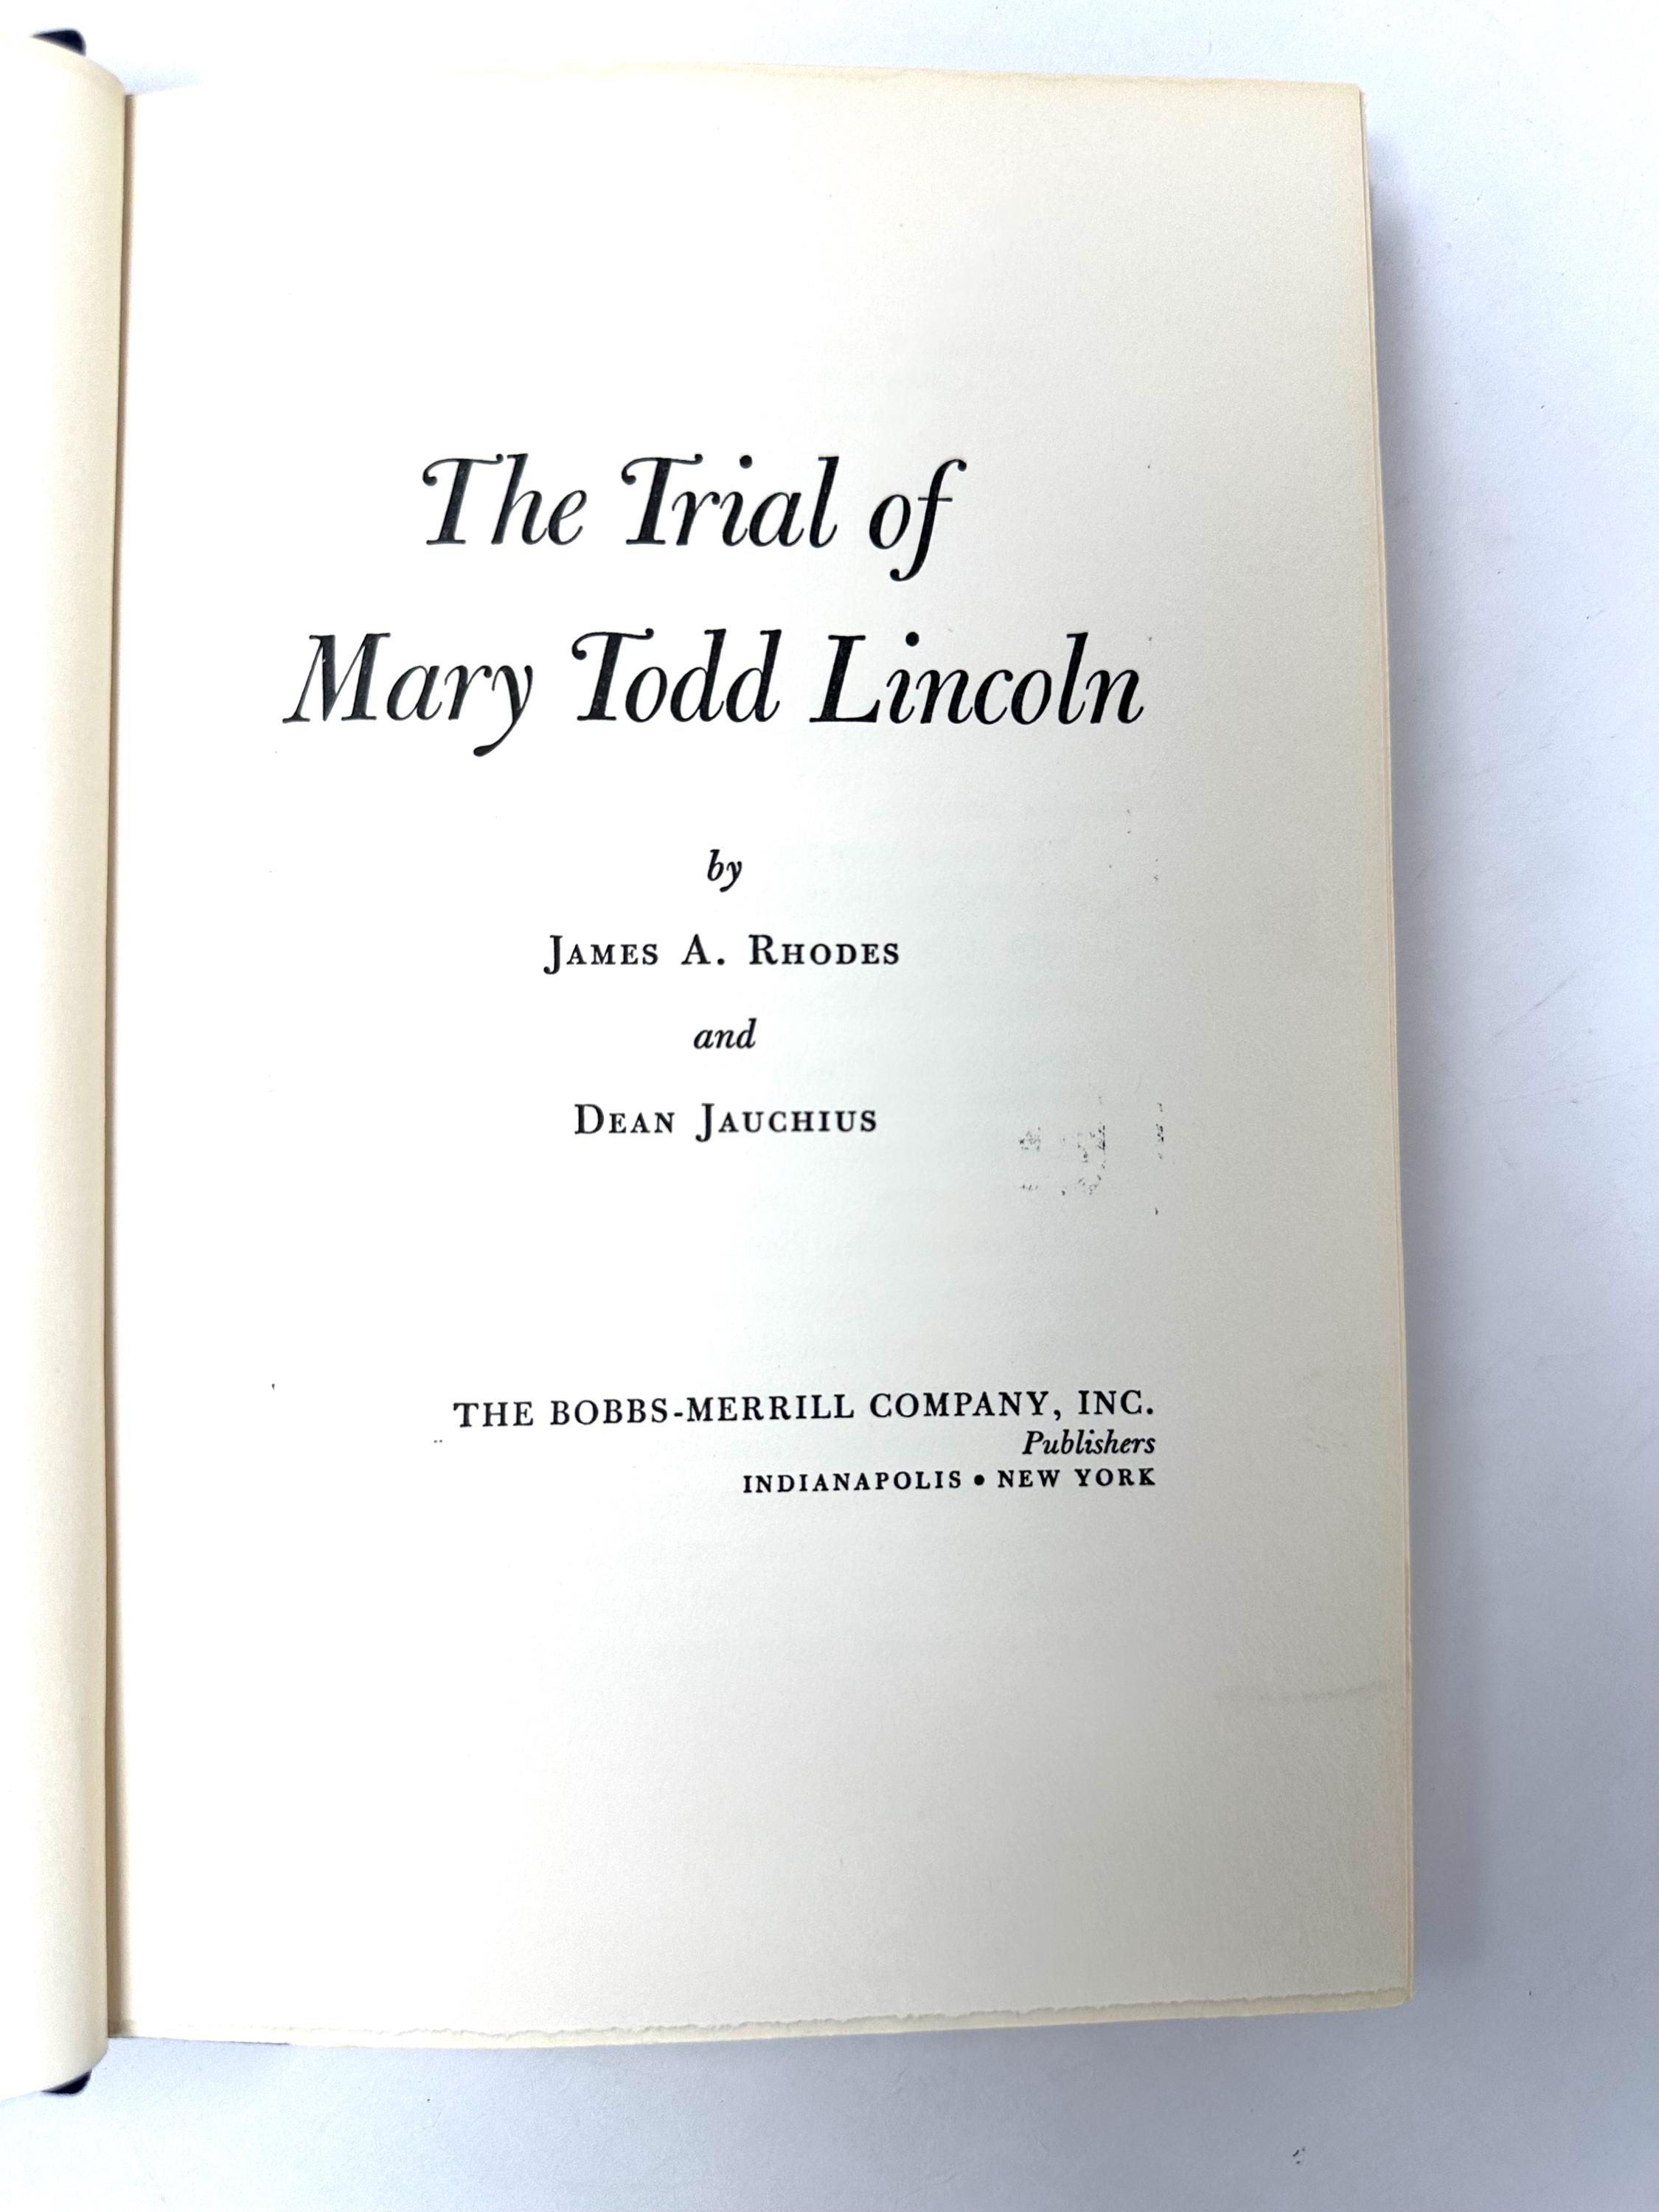 The Trial of
Mary Todd Lincoln
by
JAMES A. RHODES
and
DEAN JAUCHIUS
THE BOBBS-MERRILL COMPANY, INC.
Publishers
INDIANAPOLIS • NEW YORK